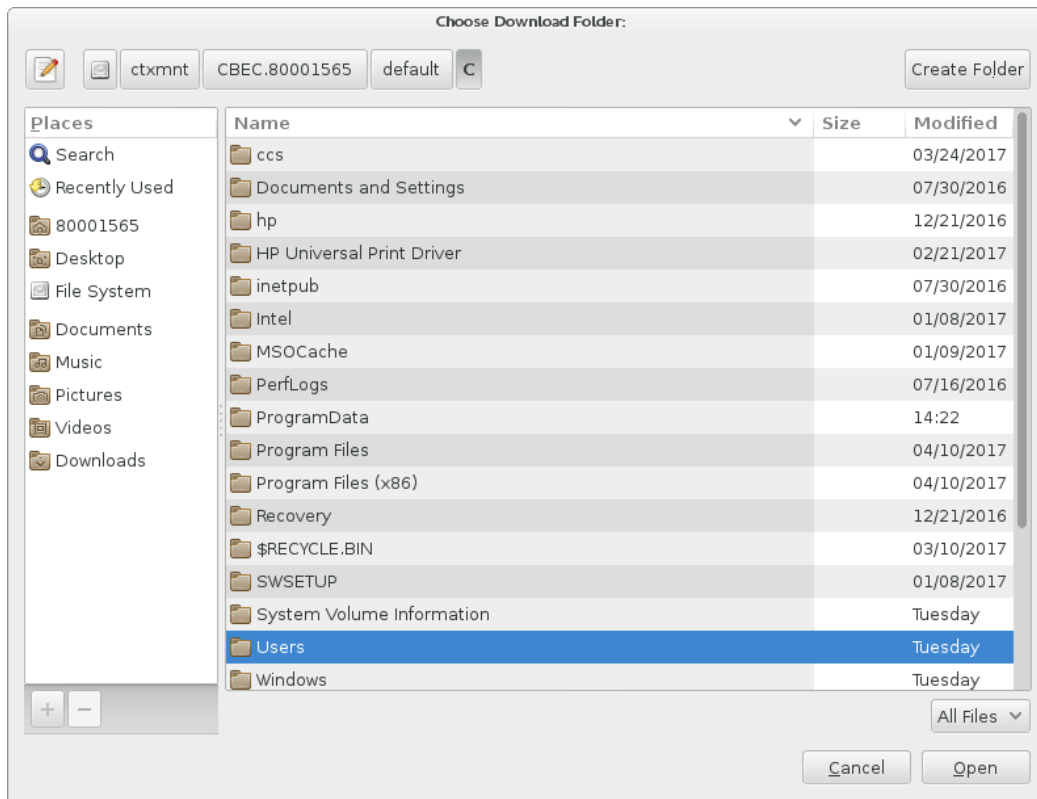 Choose Download Folder:
ctxmnt CBEC.80001565 default C Create Folder
Places
Search
Recently Used
80001565
Desktop
File System
Documents
Music
Pictures
Videos
Downloads
Name Size Modified
ccs 03/24/2017
Documents and Settings 07/30/2016
hp 12/21/2016
HP Universal Print Driver 02/21/2017
inetpub 07/30/2016
Intel 01/08/2017
MSOCache 01/09/2017
PerfLogs 07/16/2016
ProgramData 14:22
Program Files 04/10/2017
Program Files (x86) 04/10/2017
Recovery 12/21/2016
$RECYCLE.BIN 03/10/2017
SWSETUP 01/08/2017
System Volume Information Tuesday
Users Tuesday
Windows Tuesday
All Files
Cancel Open